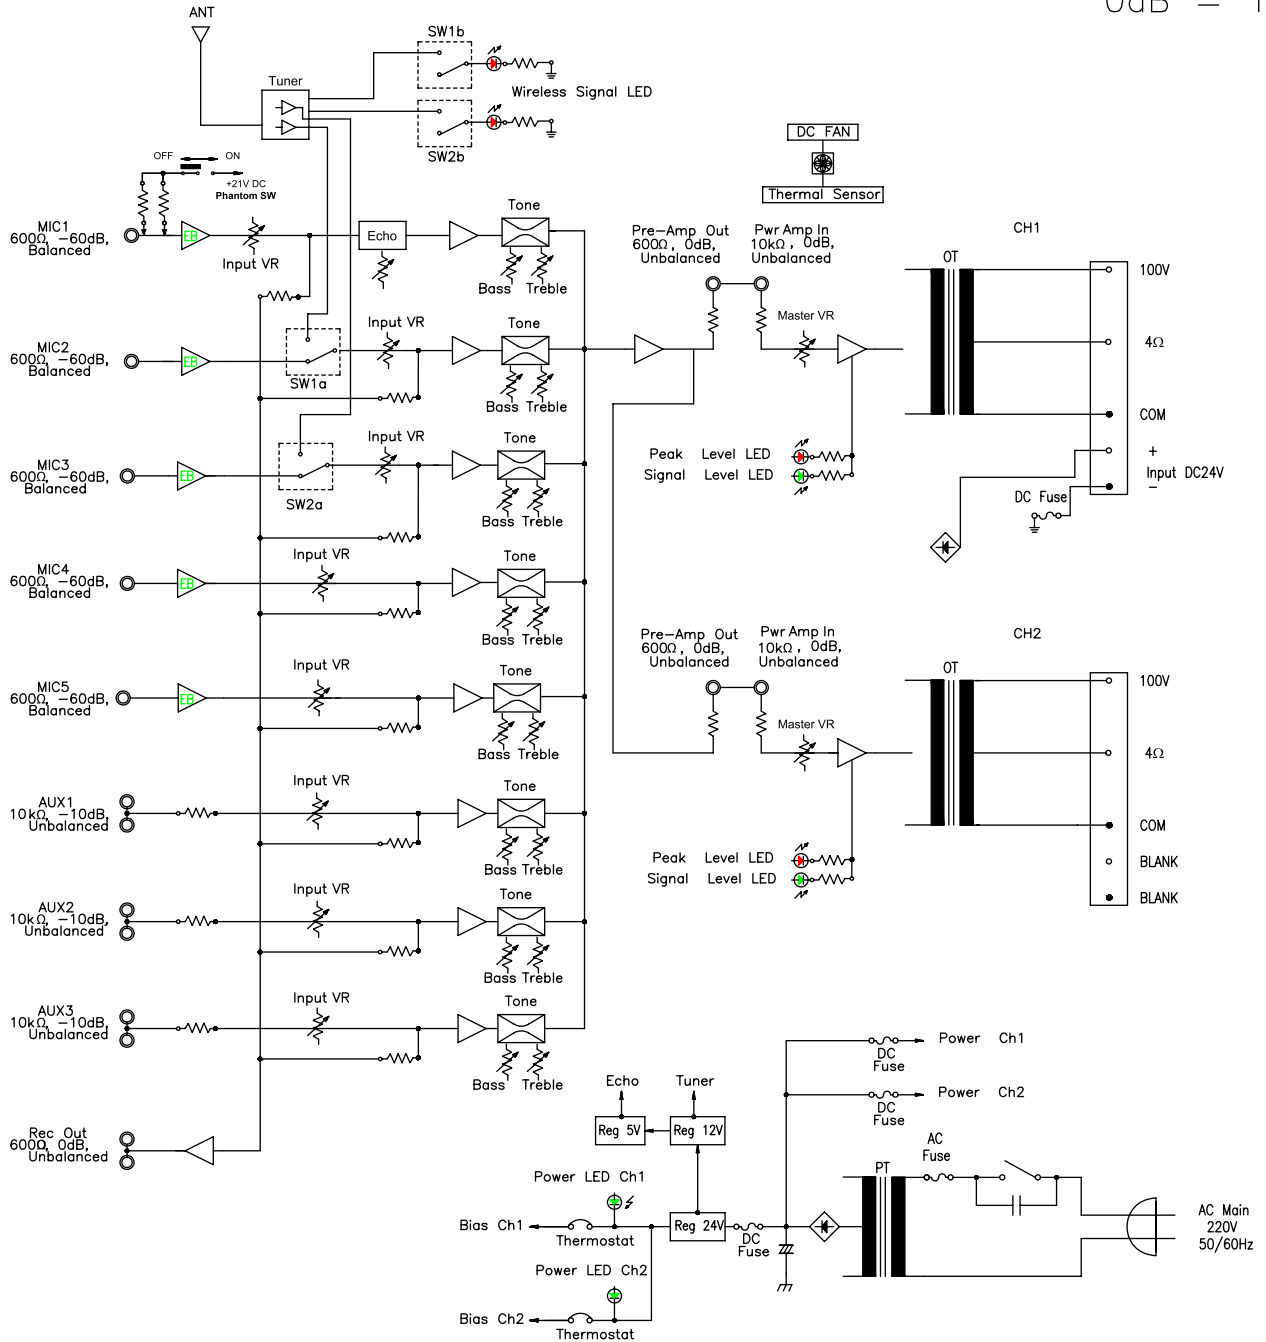 0dB = 1
ANT
SW1b
Tuner
Wireless Signal LED
SW2b
DC FAN
Thermal Sensor
OFF ON
+21V DC
Phantom SW
MIC1
600Ω, -60dB,
Balanced
EB
Input VR
Echo
Tone
Bass Treble
Pre-Amp Out
600Ω, 0dB,
Unbalanced
Pwr Amp In
10kΩ, 0dB,
Unbalanced
CH1
OT
100V
4Ω
COM
+
Input DC24V
-
DC Fuse
Master VR
MIC2
600Ω, -60dB,
Balanced
EB
SW1a
Input VR
Tone
Bass Treble
Peak Level LED
Signal Level LED
MIC3
600Ω, -60dB,
Balanced
EB
SW2a
Input VR
Tone
Bass Treble
MIC4
600Ω, -60dB,
Balanced
EB
Input VR
Tone
Bass Treble
Pre-Amp Out
600Ω, 0dB,
Unbalanced
Pwr Amp In
10kΩ, 0dB,
Unbalanced
CH2
OT
100V
4Ω
COM
BLANK
BLANK
Master VR
MIC5
600Ω, -60dB,
Balanced
EB
Input VR
Tone
Bass Treble
AUX1
10kΩ, -10dB,
Unbalanced
Input VR
Tone
Bass Treble
Peak Level LED
Signal Level LED
AUX2
10kΩ, -10dB,
Unbalanced
Input VR
Tone
Bass Treble
AUX3
10kΩ, -10dB,
Unbalanced
Input VR
Tone
Bass Treble
Rec Out
600Ω, 0dB,
Unbalanced
Echo
Tuner
Reg 5V
Reg 12V
DC
Fuse
Power Ch1
DC
Fuse
Power Ch2
AC
Fuse
PT
Power LED Ch1
Bias Ch1
Thermostat
Reg 24V
DC
Fuse
AC Main
220V
50/60Hz
Power LED Ch2
Bias Ch2
Thermostat